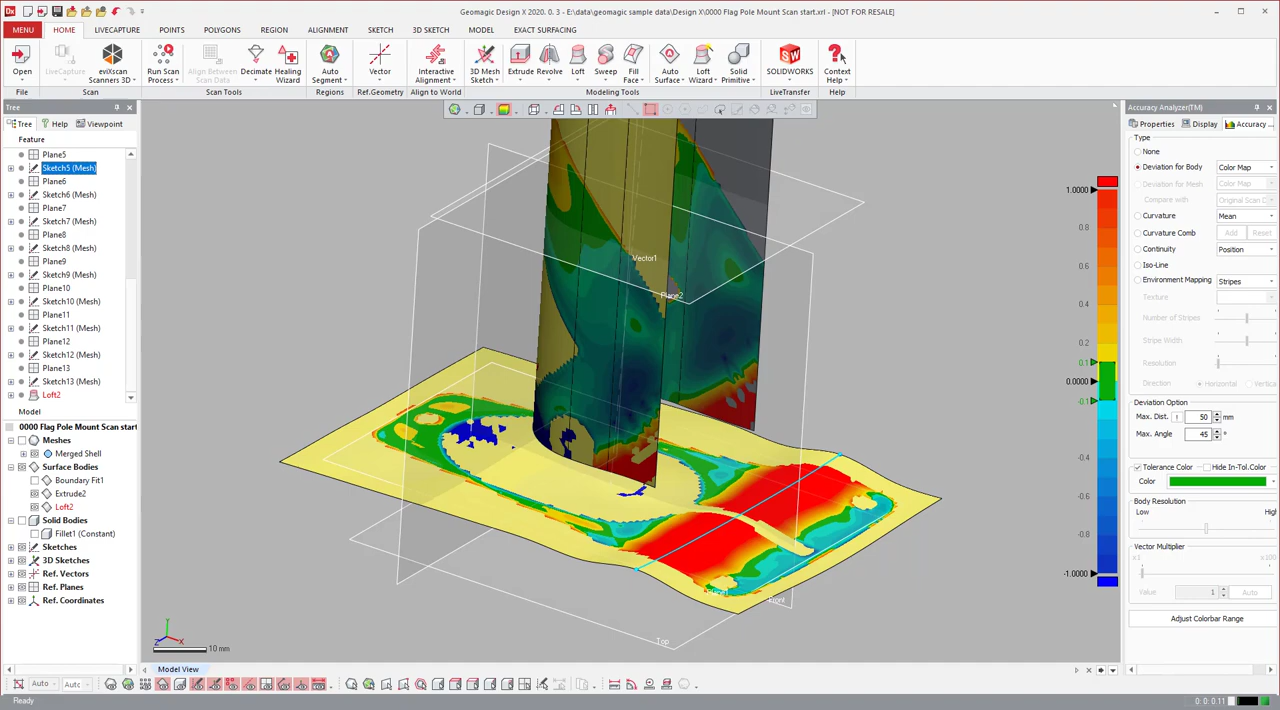 Geomagic Design X 2020. 0. 3 - E:\data\geomagic sample data\Design X\0000 Flag Pole Mount Scan start.xrl - [NOT FOR RESALE]
MENU HOME LIVECAPTURE POINTS POLYGONS REGION ALIGNMENT SKETCH 3D SKETCH MODEL EXACT SURFACING
Open LiveCapture eviXscan Scanners 3D Run Scan Process Align Between Scan Data Decimate Healing Wizard Auto Segment Vector Interactive Alignment 3D Mesh Sketch Extrude Revolve Loft Sweep Fill Face Auto Surface Loft Wizard Solid Primitive SOLIDWORKS Context Help
File Scan Scan Tools Regions Ref.Geometry Align to World Modeling Tools LiveTransfer Help
Tree
Tree Help Viewpoint
Feature
Plane5
Sketch5 (Mesh)
Plane6
Sketch6 (Mesh)
Plane7
Sketch7 (Mesh)
Plane8
Sketch8 (Mesh)
Plane9
Sketch9 (Mesh)
Plane10
Sketch10 (Mesh)
Plane11
Sketch11 (Mesh)
Plane12
Sketch12 (Mesh)
Plane13
Sketch13 (Mesh)
Loft2
Model
0000 Flag Pole Mount Scan start
Meshes
Merged Shell
Surface Bodies
Boundary Fit1
Extrude2
Loft2
Solid Bodies
Fillet1 (Constant)
Sketches
3D Sketches
Ref. Vectors
Ref. Planes
Ref. Coordinates
Vector1
Plane2
Front
Top
10 mm
Y
Z X
1.0000
0.8
0.6
0.4
0.2
0.1
0.0000
-0.1
-0.4
-0.6
-0.8
-1.0000
Accuracy Analyzer(TM)
Properties Display Accuracy ...
Type
None
Deviation for Body Color Map
Deviation for Mesh Color Map
Compare with Original Scan D
Curvature Mean
Curvature Comb Add Reset
Continuity Position
Iso-Line
Environment Mapping Stripes
Texture
Number of Stripes
Stripe Width
Resolution
Direction Horizontal Vertica
Deviation Option
Max. Dist. ! 50 mm
Max. Angle 45 °
Tolerance Color Hide In-Tol.Color
Color
Body Resolution
Low High
Vector Multiplier
x1 x100
Value 1 Auto
Adjust Colorbar Range
Model View
Auto Auto
Ready
0: 0: 0.11